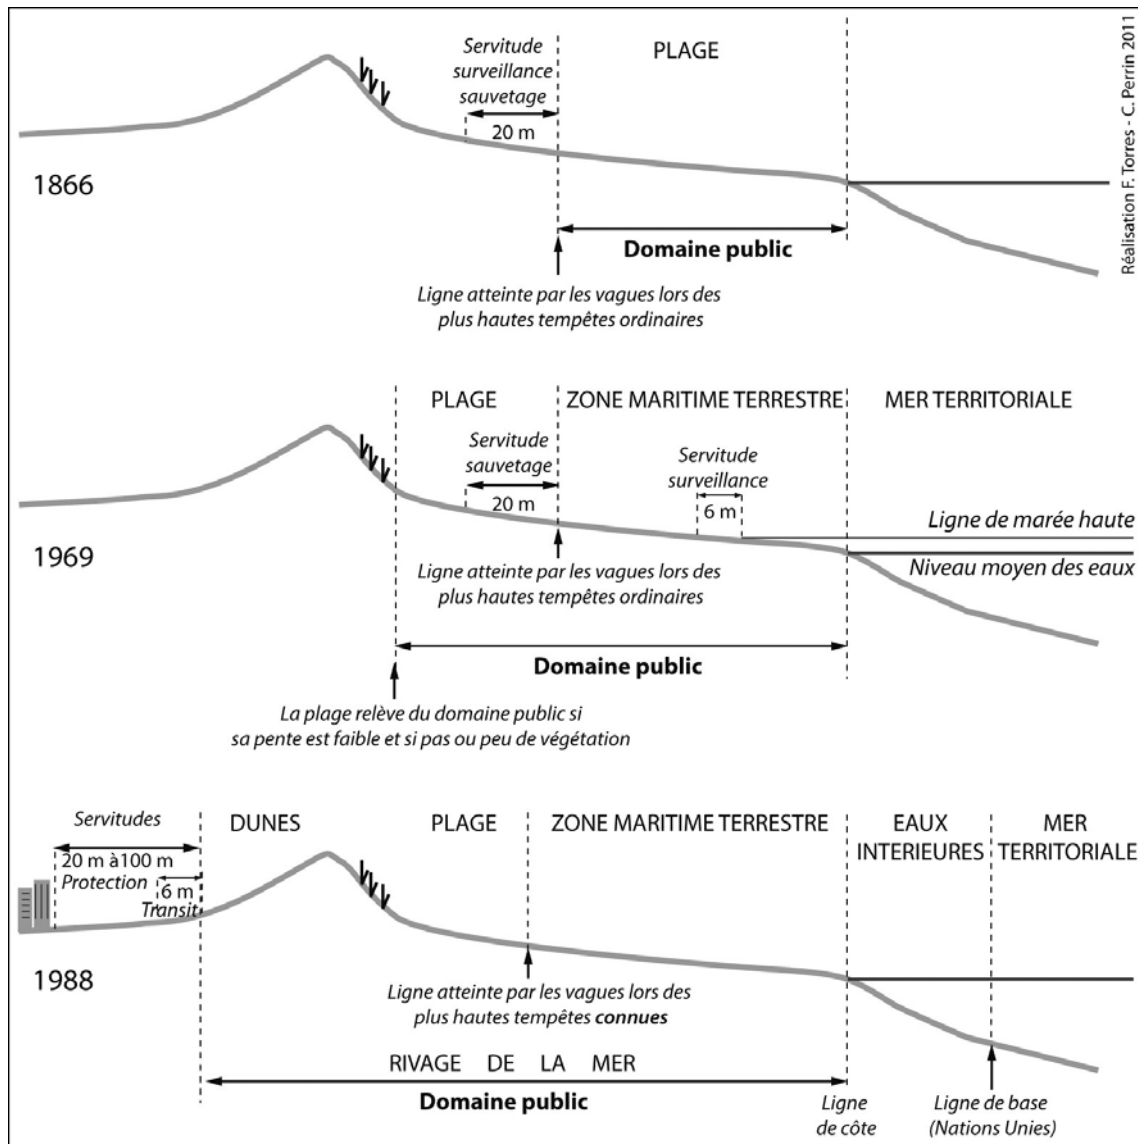 Servitude
surveillance
sauvetage
20 m
PLAGE
1866
Domaine public
Ligne atteinte par les vagues lors des
plus hautes tempêtes ordinaires
Réalisation F. Torres - C. Perrin 2011
PLAGE
ZONE MARITIME TERRESTRE
MER TERRITORIALE
Servitude
sauvetage
20 m
Servitude
surveillance
6 m
Ligne de marée haute
Niveau moyen des eaux
1969
Ligne atteinte par les vagues lors des
plus hautes tempêtes ordinaires
Domaine public
La plage relève du domaine public si
sa pente est faible et si pas ou peu de végétation
Servitudes
20 m à100 m
Protection
6 m
Transit
DUNES
PLAGE
ZONE MARITIME TERRESTRE
EAUX
INTERIEURES
MER
TERRITORIALE
1988
Ligne atteinte par les vagues lors des
plus hautes tempêtes connues
RIVAGE DE LA MER
Domaine public
Ligne
de côte
Ligne de base
(Nations Unies)